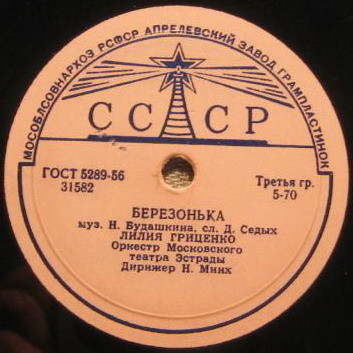 МОСОБЛСОВНАРХОЗ РСФСР АПРЕЛЕВСКИЙ ЗАВОД ГРАМПЛАСТИНОК
СССР
ГОСТ 5289-56
31582
Третья гр.
5-70
БЕРЕЗОНЬКА
муз. Н. Будашкина, сл. Д. Седых
ЛИЛИЯ ГРИЦЕНКО
Оркестр Московского
театра Эстрады
Дирижер Н. Минх